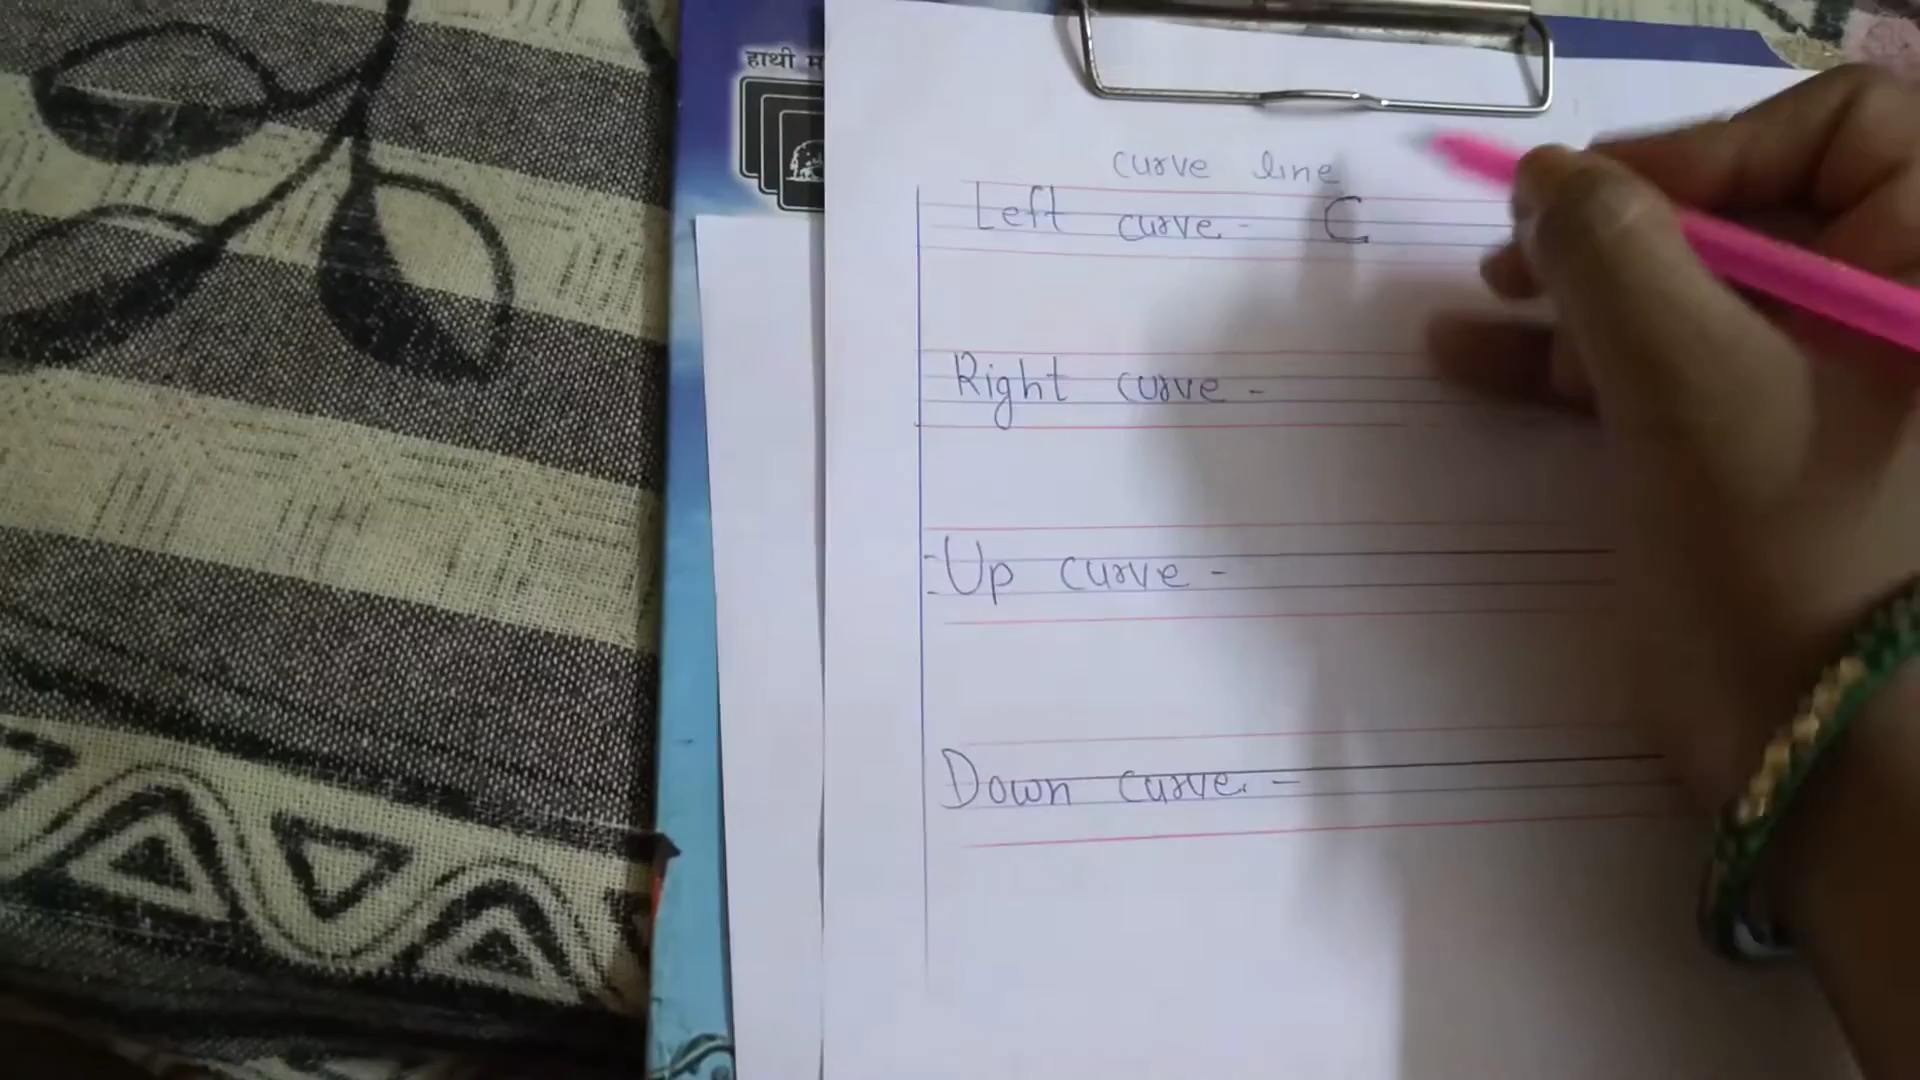 हाथी
curve line
Left curve - C
Right curve -
Up curve -
Down curve. -